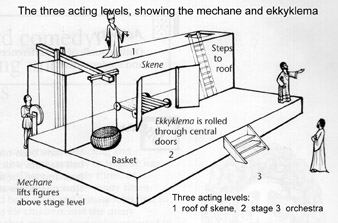 The three acting levels, showing the mechane and ekkyklema
1
Skene
Steps
to
roof
Ekkyklema is rolled
through central
doors
2
Basket
3
Mechane
lifts figures
above stage level
Three acting levels:
1 roof of skene, 2 stage 3 orchestra